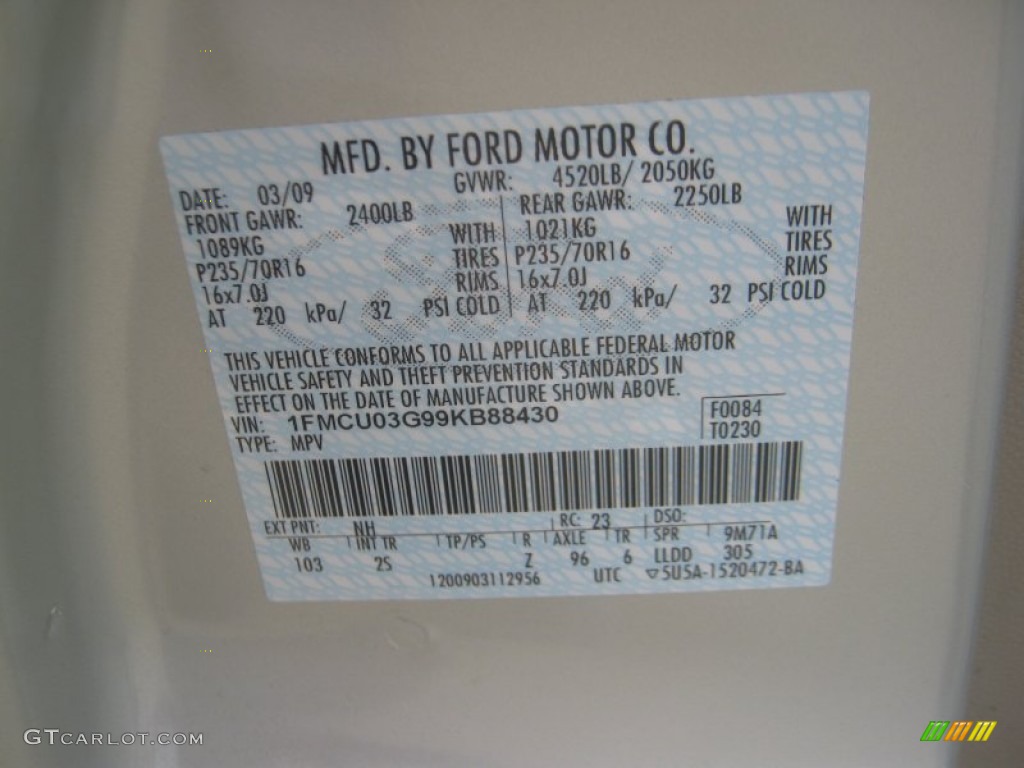 MFD. BY FORD MOTOR CO.
DATE: 03/09 GVWR: 4520LB/ 2050KG
FRONT GAWR: 2400LB REAR GAWR: 2250LB
1089KG WITH 1021KG WITH
P235/70R16 TIRES P235/70R16 TIRES
16x7.0J RIMS 16x7.0J RIMS
AT 220 kPa/ 32 PSI COLD AT 220 kPa/ 32 PSI COLD
THIS VEHICLE CONFORMS TO ALL APPLICABLE FEDERAL MOTOR
VEHICLE SAFETY AND THEFT PREVENTION STANDARDS IN
EFFECT ON THE DATE OF MANUFACTURE SHOWN ABOVE.
VIN: 1FMCU03G99KB88430 F0084
TYPE: MPV T0230
EXT PNT: NH RC: 23 DSO:
WB INT TR TP/PS R AXLE TR SPR 9M71A
103 2S Z 96 6 LLDD 305
1200903112956 UTC ▽5U5A-1520472-BA
GTCARLOT.COM